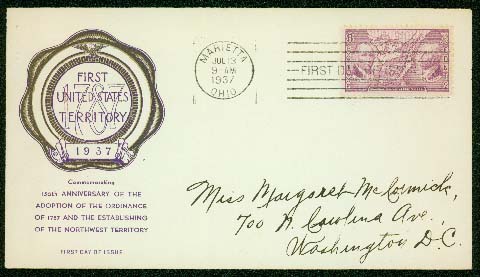 FIRST
UNITED STATES
1787
TERRITORY
1937
Commemorating
150th ANNIVERSARY OF THE
ADOPTION OF THE ORDINANCE
OF 1787 AND THE ESTABLISHING
OF THE NORTHWEST TERRITORY
FIRST DAY OF ISSUE
MARIETTA
JUL 13
9 AM
1937
OHIO
FIRST DAY
Miss Margaret McCormick,
700 N. Carolina Ave.,
Washington D.C.